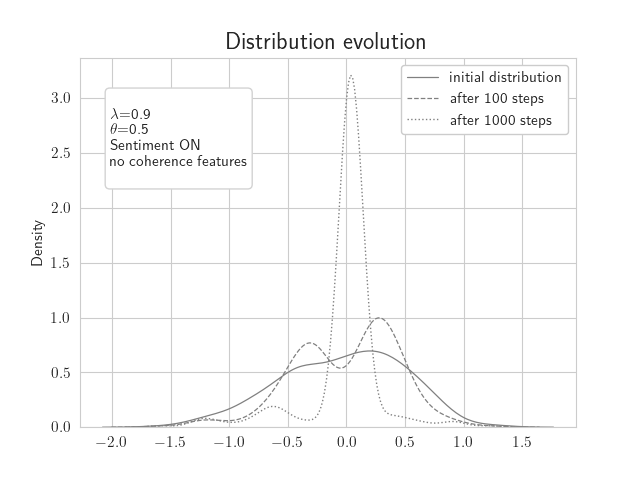 Distribution evolution
initial distribution
after 100 steps
after 1000 steps
λ=0.9
θ=0.5
Sentiment ON
no coherence features
Density
3.0
2.5
2.0
1.5
1.0
0.5
0.0
−2.0 −1.5 −1.0 −0.5 0.0 0.5 1.0 1.5